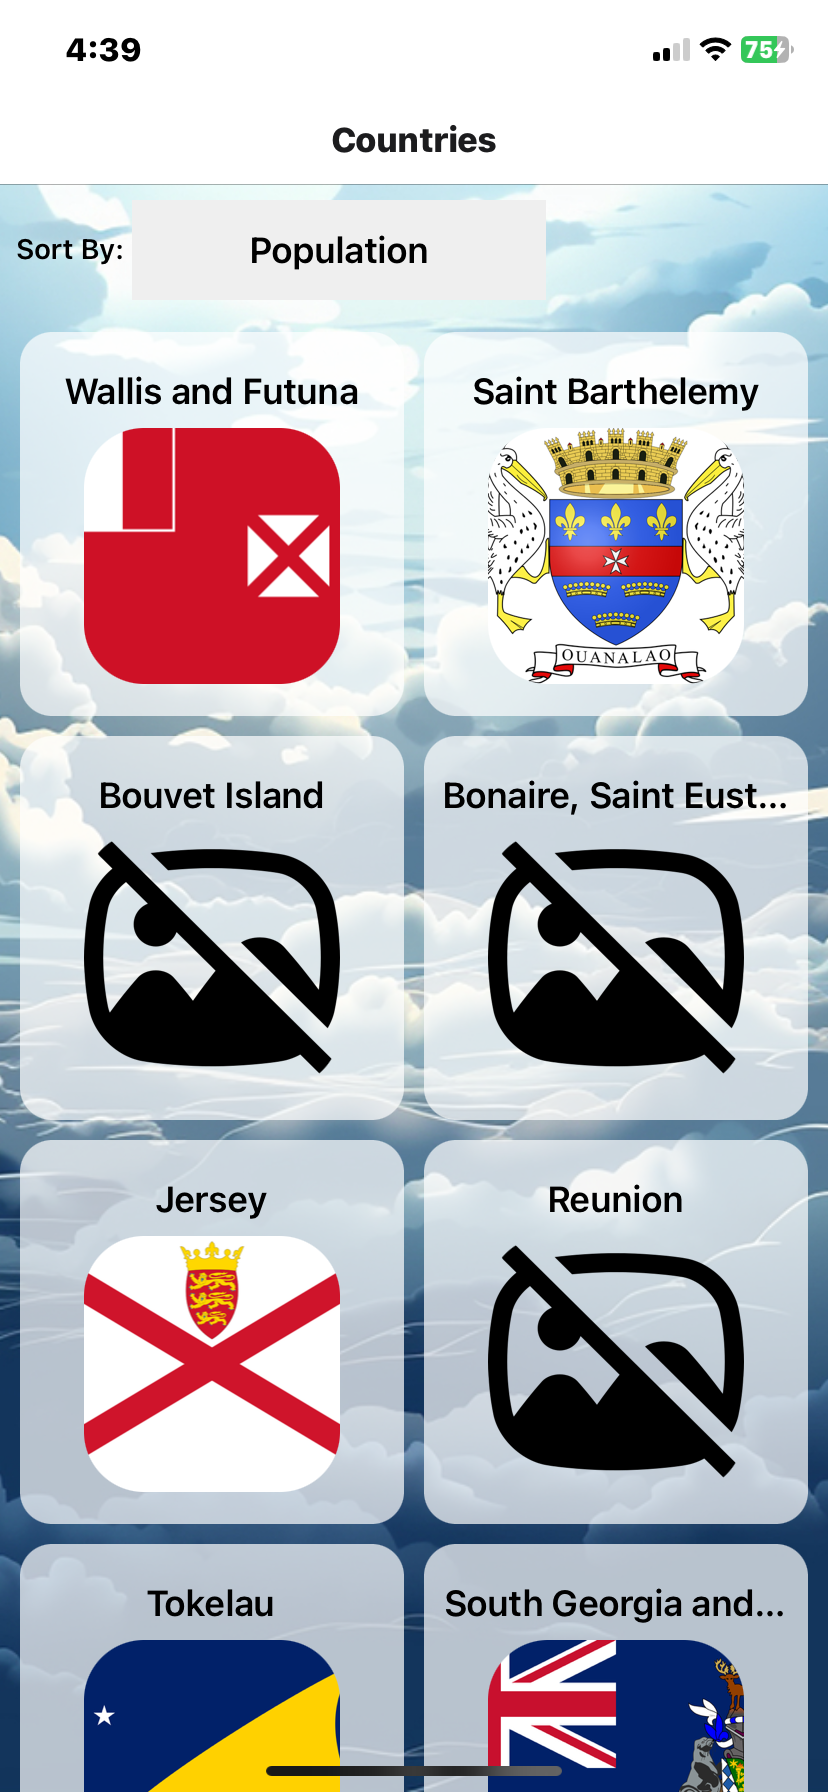 4:39
75
Countries
Sort By:
Population
Wallis and Futuna
Saint Barthelemy
OUANALAO
Bouvet Island
Bonaire, Saint Eust...
Jersey
Reunion
Tokelau
South Georgia and...